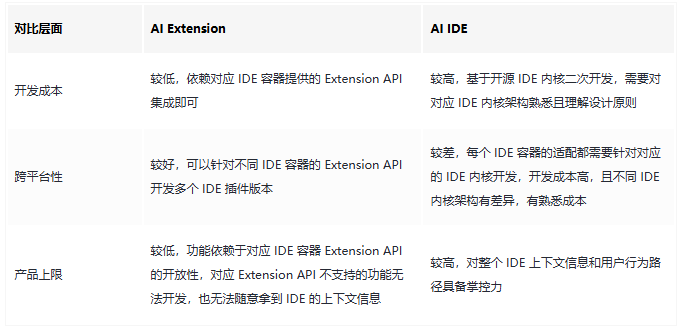 对比层面
AI Extension
AI IDE
开发成本
较低，依赖对应 IDE 容器提供的 Extension API
集成即可
较高，基于开源 IDE 内核二次开发，需要对
对应 IDE 内核架构熟悉且理解设计原则
跨平台性
较好，可以针对不同 IDE 容器的 Extension API
开发多个 IDE 插件版本
较差，每个 IDE 容器的适配都需要针对对应
的 IDE 内核开发，开发成本高，且不同 IDE
内核架构有差异，有熟悉成本
产品上限
较低，功能依赖于对应 IDE 容器 Extension API
的开放性，对应 Extension API 不支持的功能无
法开发，也无法随意拿到 IDE 的上下文信息
较高，对整个 IDE 上下文信息和用户行为路
径具备掌控力